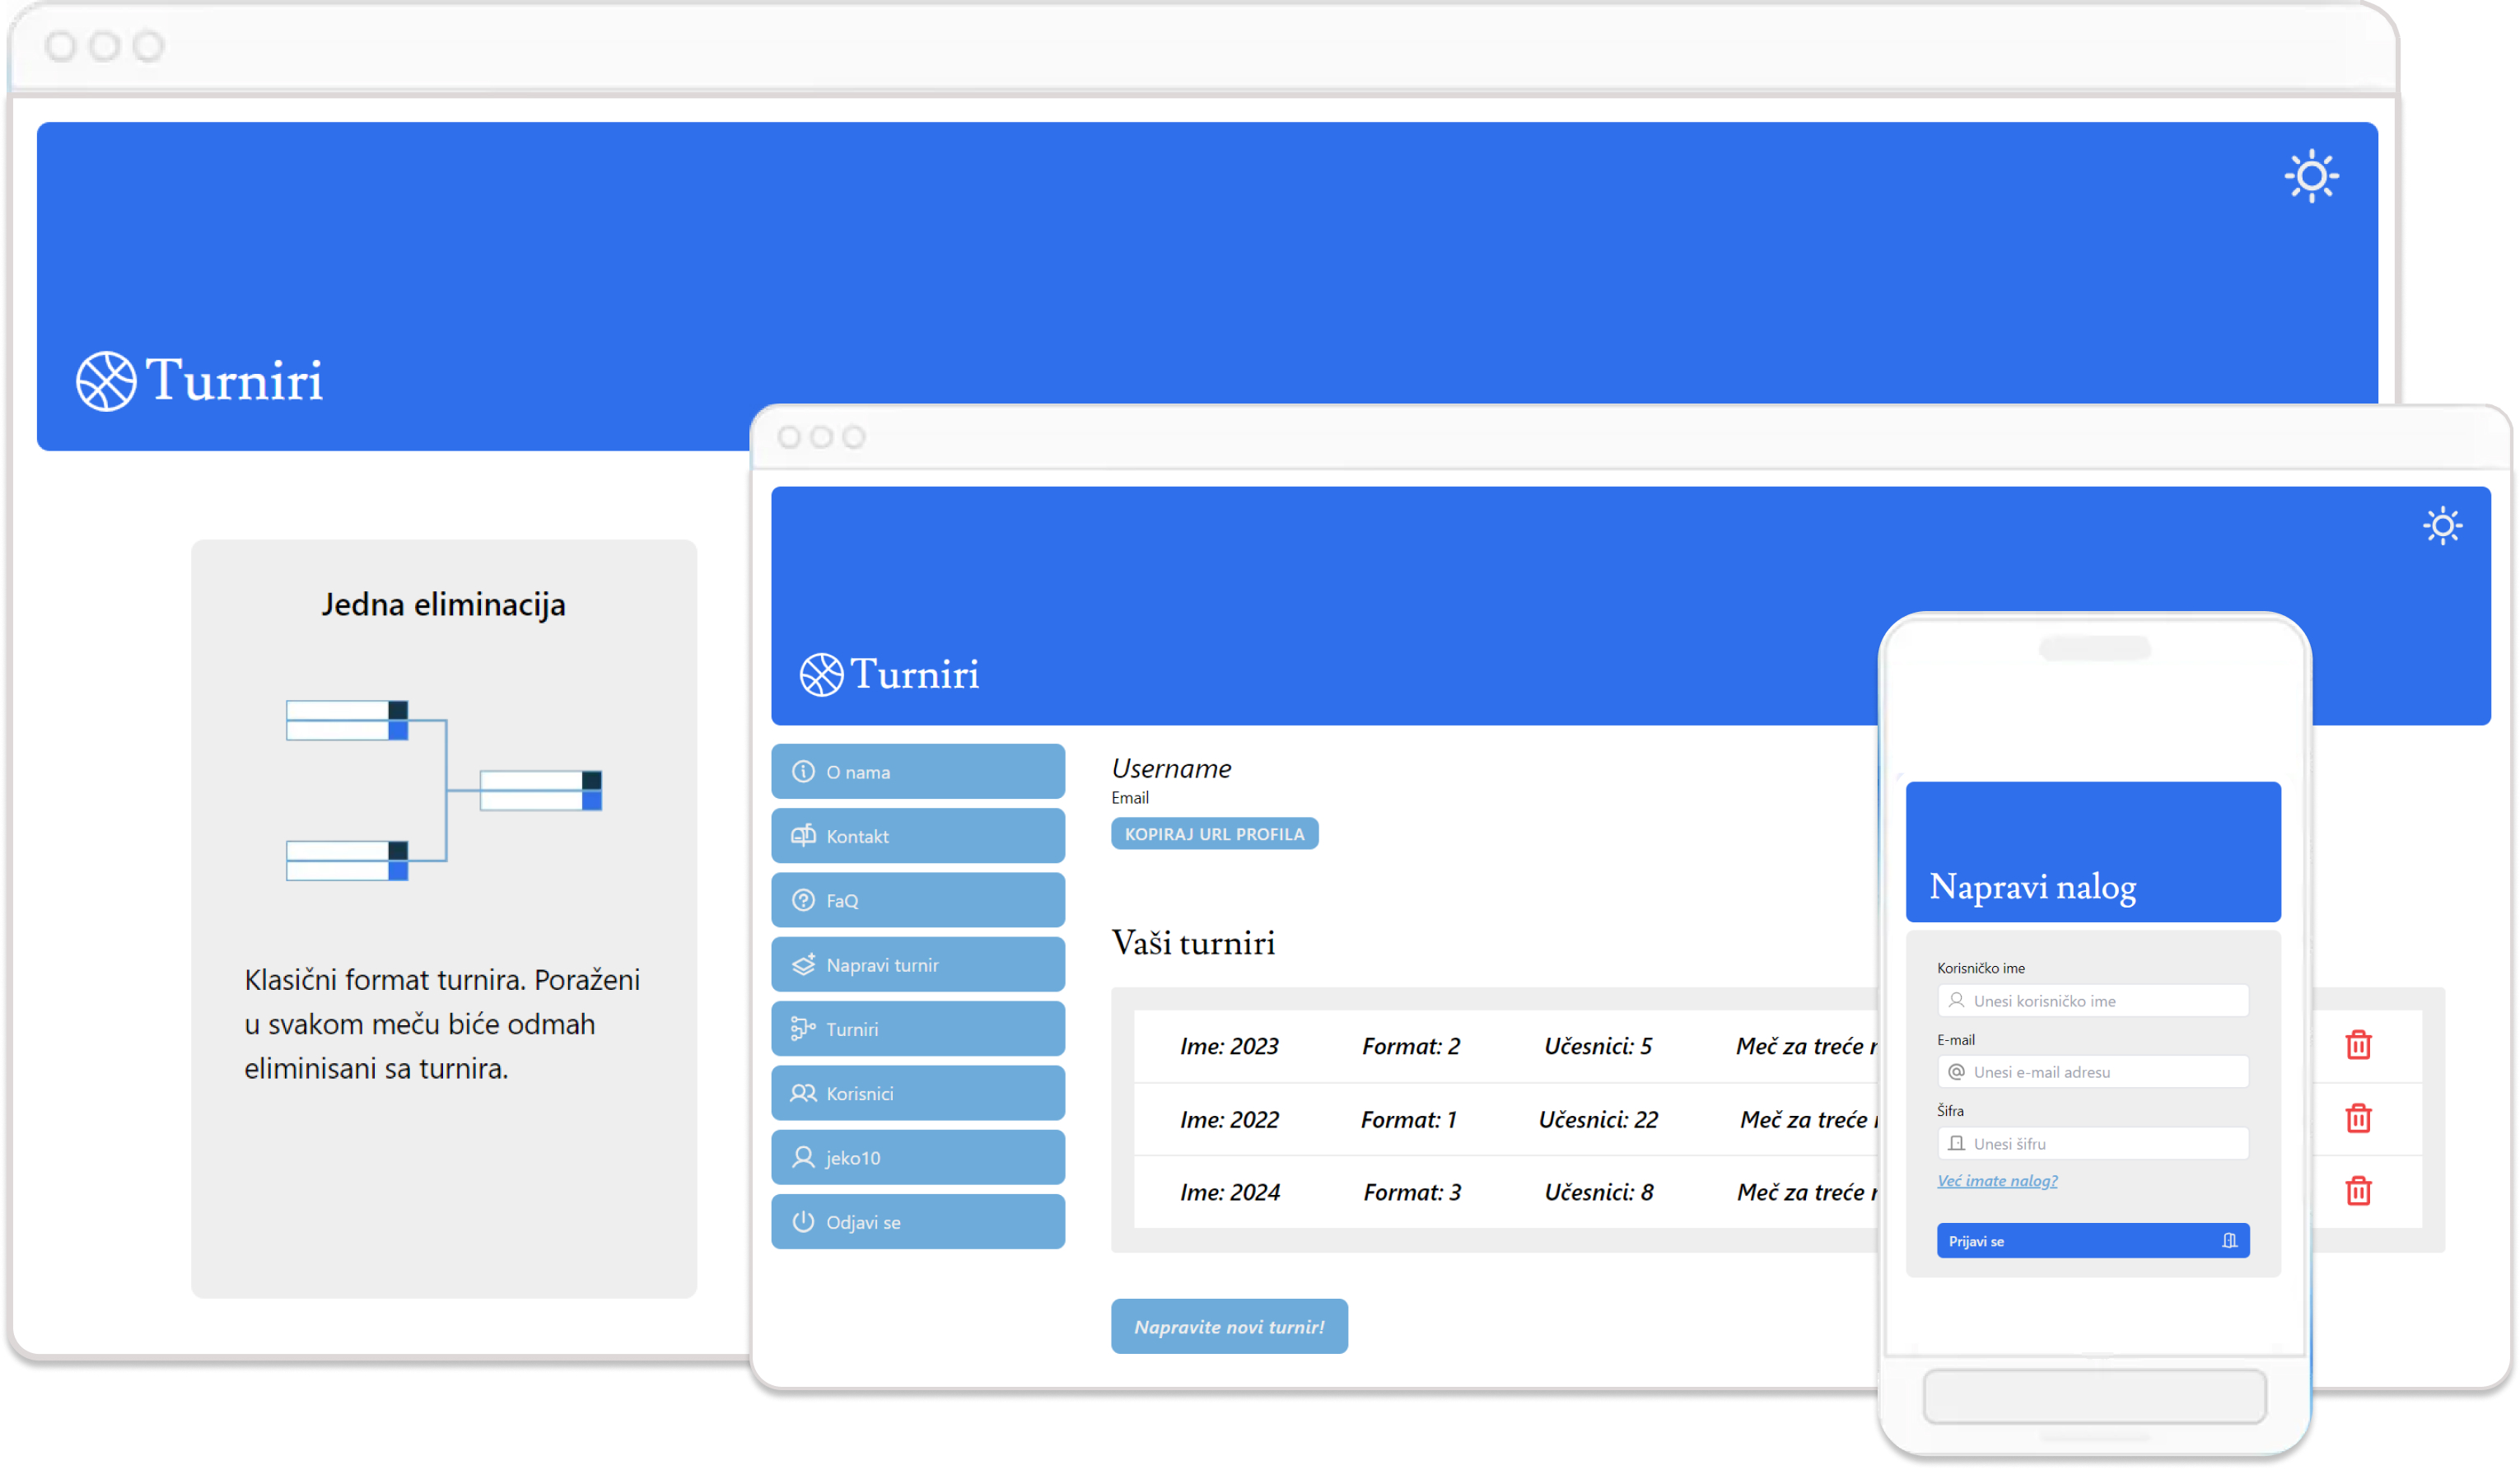 Turniri
Jedna eliminacija
Klasični format turnira. Poraženi
u svakom meču biće odmah
eliminisani sa turnira.
Turniri
O nama
Kontakt
FaQ
Napravi turnir
Turniri
Korisnici
jeko10
Odjavi se
Username
Email
KOPIRAJ URL PROFILA
Vaši turniri
Ime: 2023 Format: 2 Učesnici: 5 Meč za treće
Ime: 2022 Format: 1 Učesnici: 22 Meč za treće
Ime: 2024 Format: 3 Učesnici: 8 Meč za treće
Napravite novi turnir!
Napravi nalog
Korisničko ime
Unesi korisničko ime
E-mail
Unesi e-mail adresu
Šifra
Unesi šifru
Već imate nalog?
Prijavi se